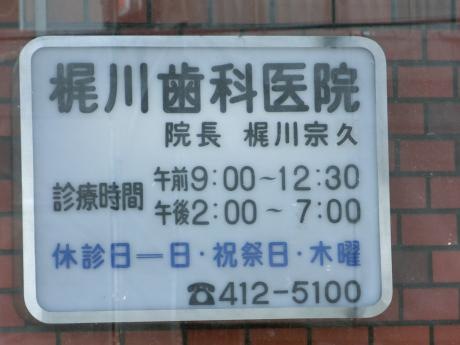 梶川歯科医院
院長 梶川宗久
診療時間 午前9:00～12:30
午後2:00～7:00
休診日＝日・祝祭日・木曜
☎412-5100